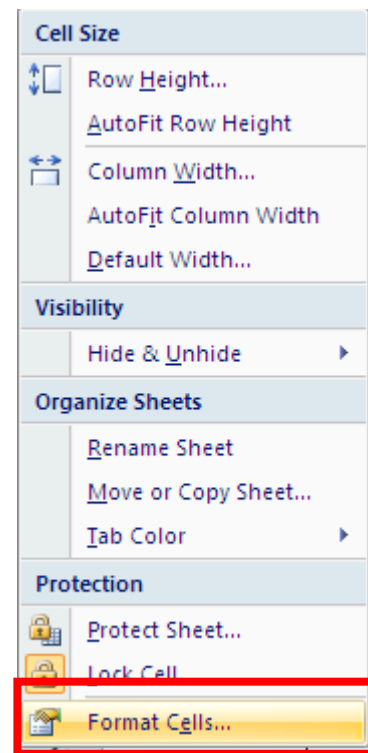 Cell Size
Row Height...
AutoFit Row Height
Column Width...
AutoFit Column Width
Default Width...
Visibility
Hide & Unhide
Organize Sheets
Rename Sheet
Move or Copy Sheet...
Tab Color
Protection
Protect Sheet...
Lock Cell
Format Cells...